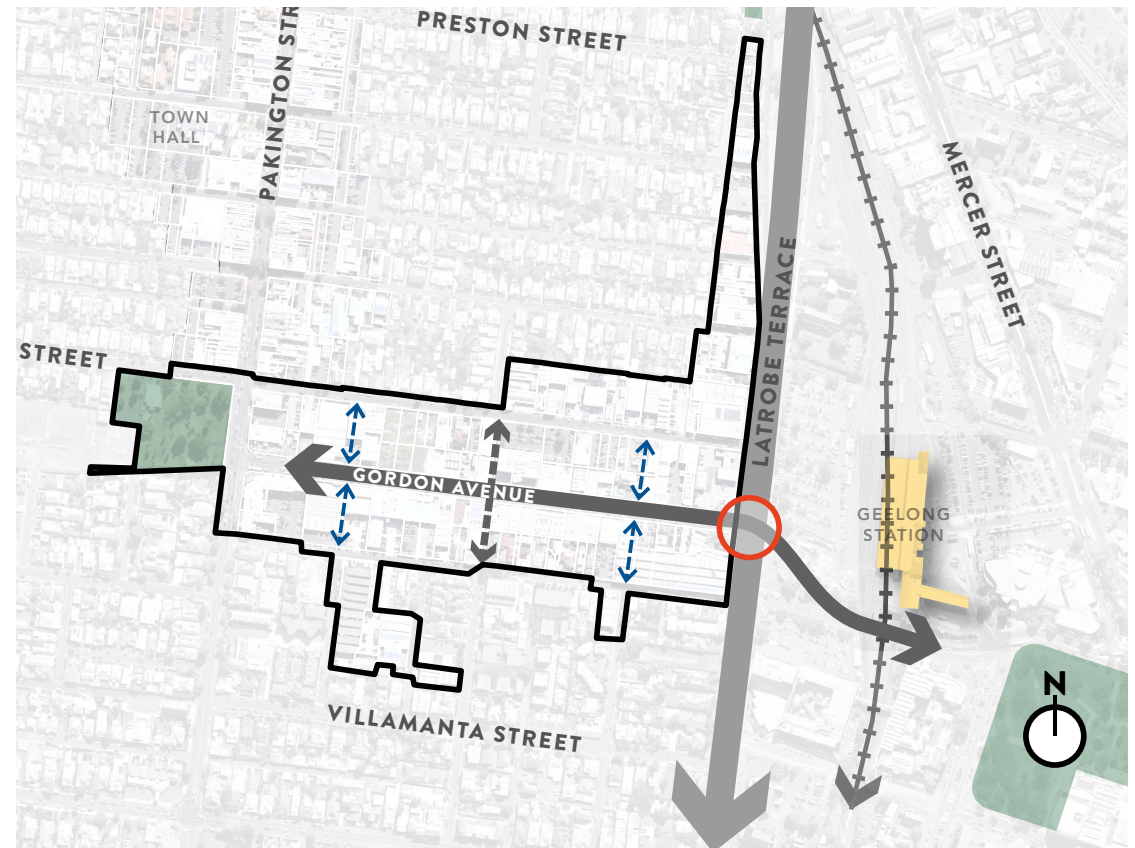 PRESTON STREET
PAKINGTON STR
TOWN
HALL
MERCER STREET
LATROBE TERRACE
STREET
GORDON AVENUE
GEELONG
STATION
N
VILLAMANTA STREET